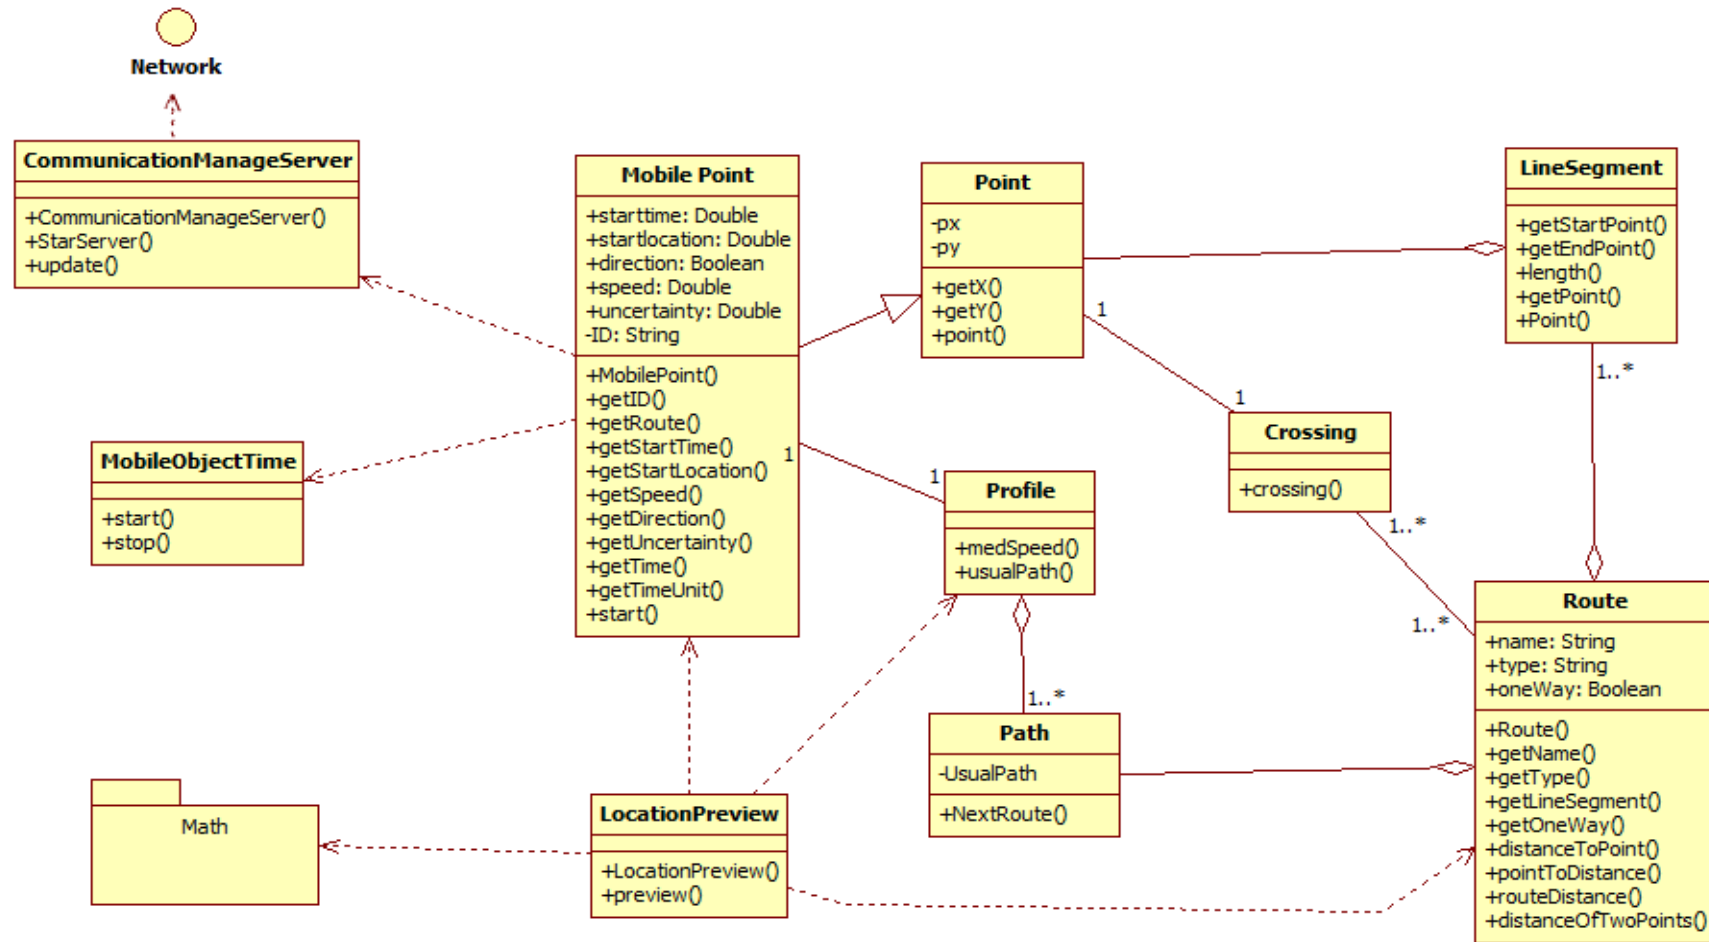 Network
CommunicationManageServer
+CommunicationManageServer()
+StarServer()
+update()
Mobile Point
+starttime: Double
+startlocation: Double
+direction: Boolean
+speed: Double
+uncertainty: Double
-ID: String
+MobilePoint()
+getID()
+getRoute()
+getStartTime()
+getStartLocation()
+getSpeed()
+getDirection()
+getUncertainty()
+getTime()
+getTimeUnit()
+start()
Point
-px
-py
+getX()
+getY()
+point()
LineSegment
+getStartPoint()
+getEndPoint()
+length()
+getPoint()
+Point()
1
1
1..*
Crossing
+crossing()
MobileObjectTime
+start()
+stop()
1
1
Profile
+medSpeed()
+usualPath()
1..*
1..*
Route
+name: String
+type: String
+oneWay: Boolean
+Route()
+getName()
+getType()
+getLineSegment()
+getOneWay()
+distanceToPoint()
+pointToDistance()
+routeDistance()
+distanceOfTwoPoints()
1..*
Path
-UsualPath
+NextRoute()
Math
LocationPreview
+LocationPreview()
+preview()